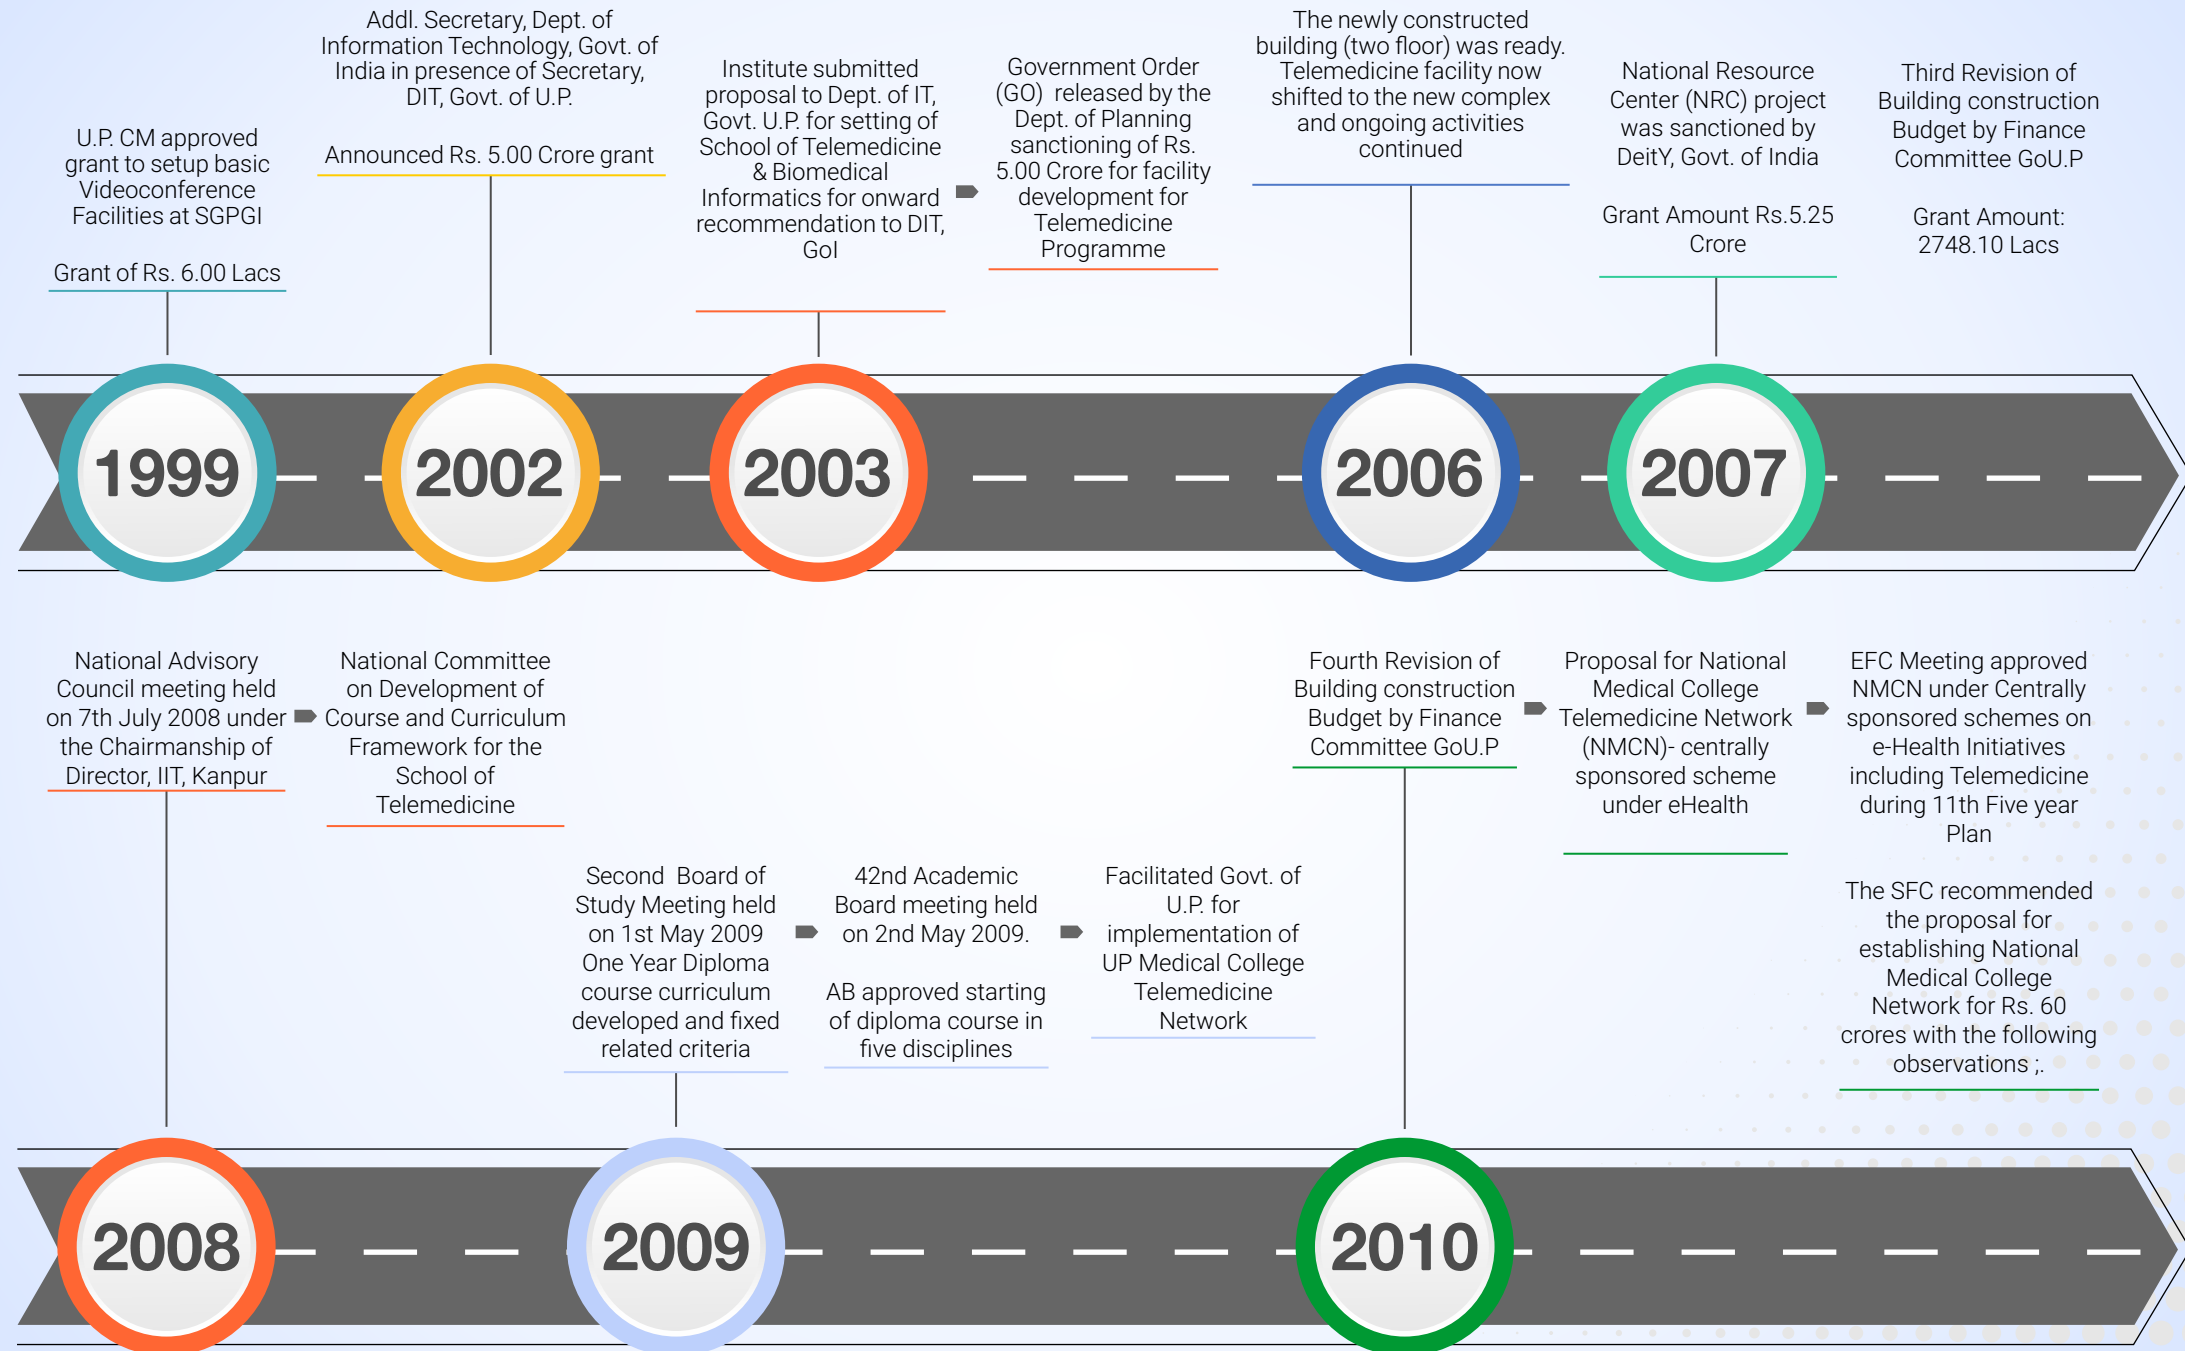 U.P. CM approved
grant to setup basic
Videoconference
Facilities at SGPGI
Grant of Rs. 6.00 Lacs
Addl. Secretary, Dept. of
Information Technology, Govt. of
India in presence of Secretary,
DIT, Govt. of U.P.
Announced Rs. 5.00 Crore grant
Institute submitted
proposal to Dept. of IT,
Govt. U.P. for setting of
School of Telemedicine
& Biomedical
Informatics for onward
recommendation to DIT,
GoI
Government Order
(GO) released by the
Dept. of Planning
sanctioning of Rs.
5.00 Crore for facility
development for
Telemedicine
Programme
The newly constructed
building (two floor) was ready.
Telemedicine facility now
shifted to the new complex
and ongoing activities
continued
National Resource
Center (NRC) project
was sanctioned by
DeitY, Govt. of India
Grant Amount Rs.5.25
Crore
Third Revision of
Building construction
Budget by Finance
Committee GoU.P
Grant Amount:
2748.10 Lacs
1999
2002
2003
2006
2007
National Advisory
Council meeting held
on 7th July 2008 under
the Chairmanship of
Director, IIT, Kanpur
National Committee
on Development of
Course and Curriculum
Framework for the
School of
Telemedicine
Second Board of
Study Meeting held
on 1st May 2009
One Year Diploma
course curriculum
developed and fixed
related criteria
42nd Academic
Board meeting held
on 2nd May 2009.
AB approved starting
of diploma course in
five disciplines
Facilitated Govt. of
U.P. for
implementation of
UP Medical College
Telemedicine
Network
Fourth Revision of
Building construction
Budget by Finance
Committee GoU.P
Proposal for National
Medical College
Telemedicine Network
(NMCN)- centrally
sponsored scheme
under eHealth
EFC Meeting approved
NMCN under Centrally
sponsored schemes on
e-Health Initiatives
including Telemedicine
during 11th Five year
Plan
The SFC recommended
the proposal for
establishing National
Medical College
Network for Rs. 60
crores with the following
observations ;.
2008
2009
2010